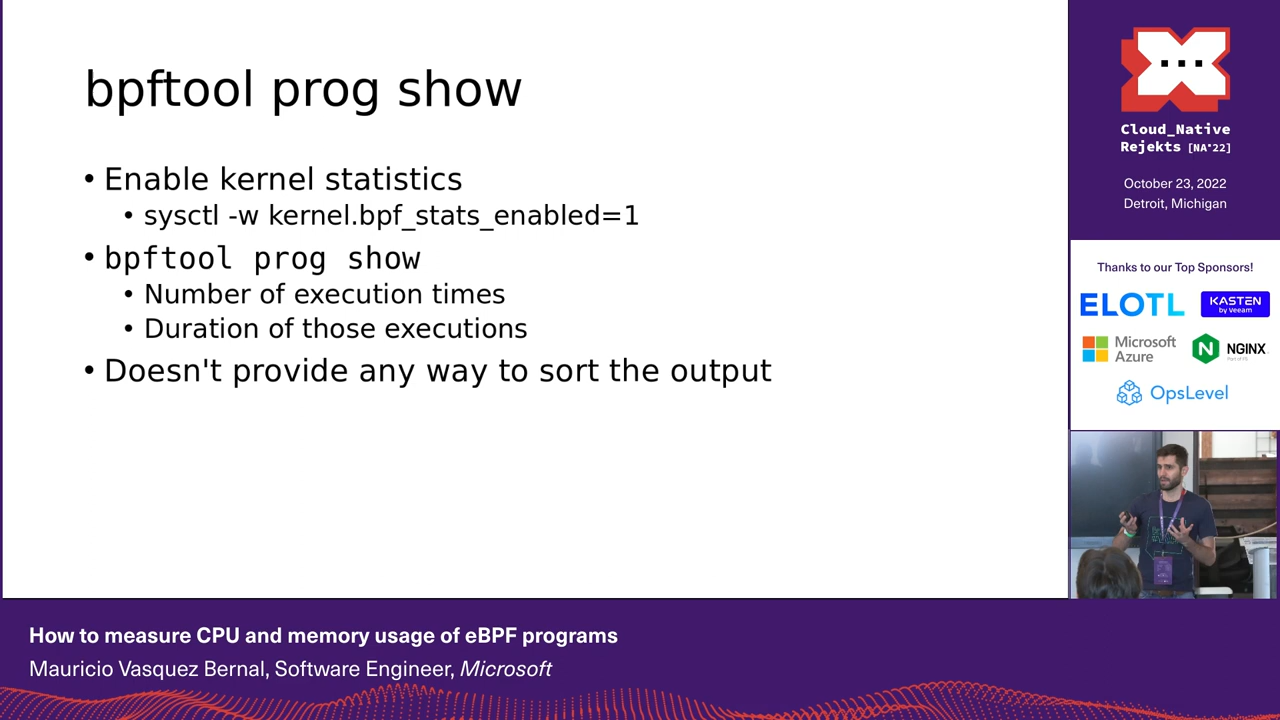 bpftool prog show
• Enable kernel statistics
• sysctl -w kernel.bpf_stats_enabled=1
• bpftool prog show
• Number of execution times
• Duration of those executions
• Doesn't provide any way to sort the output
Cloud_Native
Rejekts [NA'22]
October 23, 2022
Detroit, Michigan
Thanks to our Top Sponsors!
ELOTL
KASTEN
by Veeam
Microsoft
Azure
N
NGINX
OpsLevel
How to measure CPU and memory usage of eBPF programs
Mauricio Vasquez Bernal, Software Engineer, Microsoft